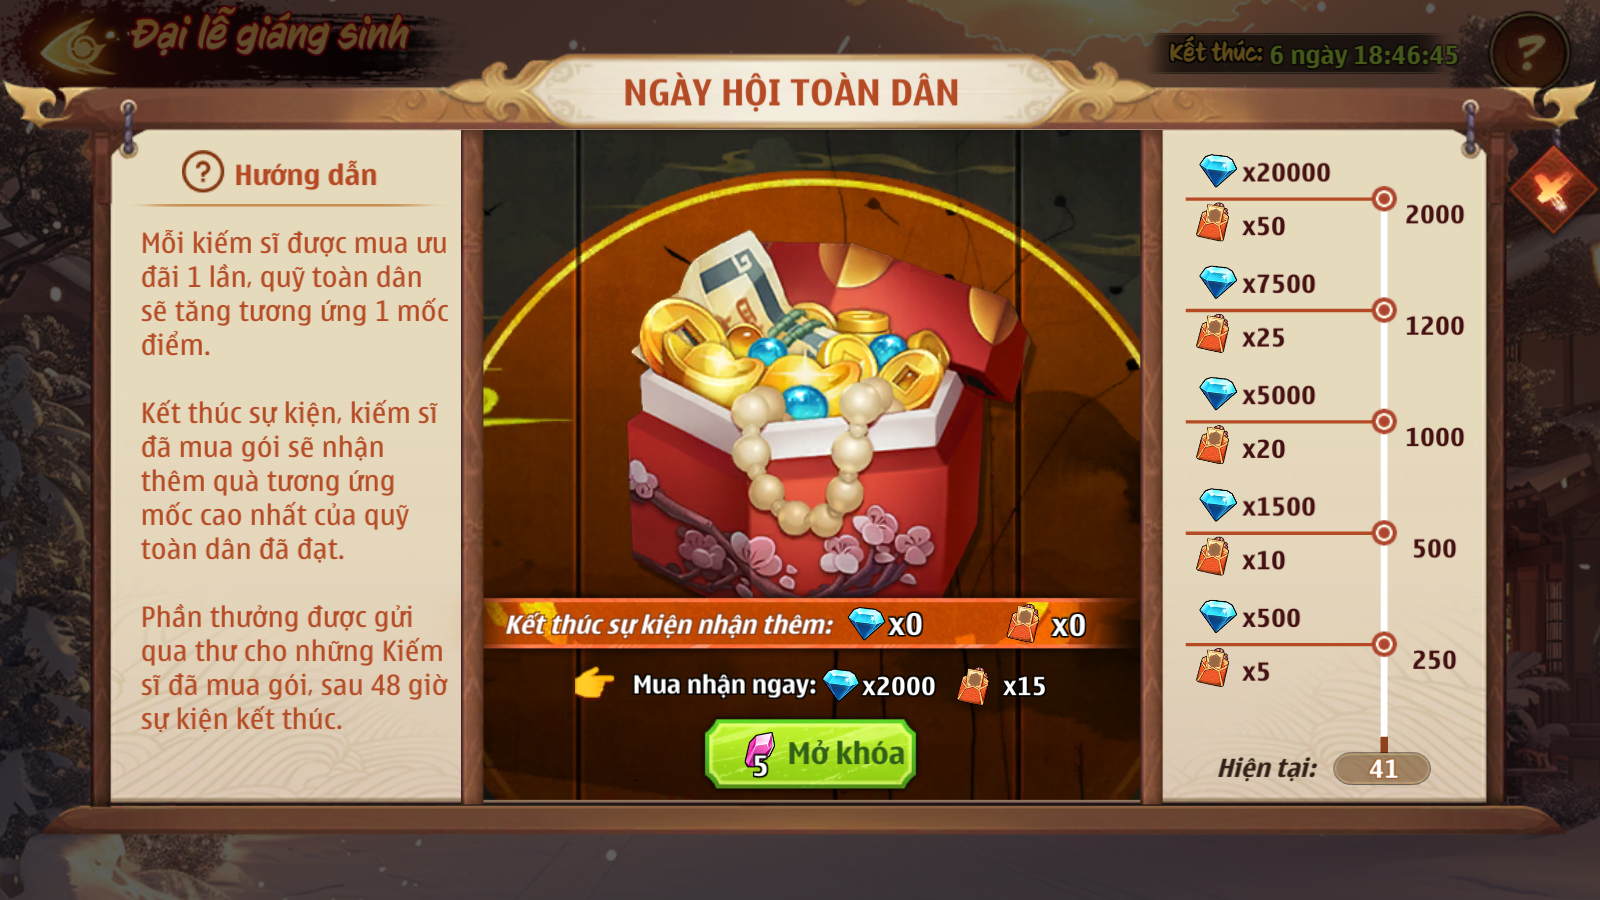 Đại lễ giáng sinh
Kết thúc: 6 ngày 18:46:45
?
NGÀY HỘI TOÀN DÂN
? Hướng dẫn
Mỗi kiếm sĩ được mua ưu
đãi 1 lần, quỹ toàn dân
sẽ tăng tương ứng 1 mốc
điểm.
Kết thúc sự kiện, kiếm sĩ
đã mua gói sẽ nhận
thêm quà tương ứng
mốc cao nhất của quỹ
toàn dân đã đạt.
Phần thưởng được gửi
qua thư cho những Kiếm
sĩ đã mua gói, sau 48 giờ
sự kiện kết thúc.
Kết thúc sự kiện nhận thêm: x0 x0
Mua nhận ngay: x2000 x15
5 Mở khóa
x20000
2000
x50
x7500
1200
x25
x5000
1000
x20
x1500
500
x10
x500
250
x5
Hiện tại: 41